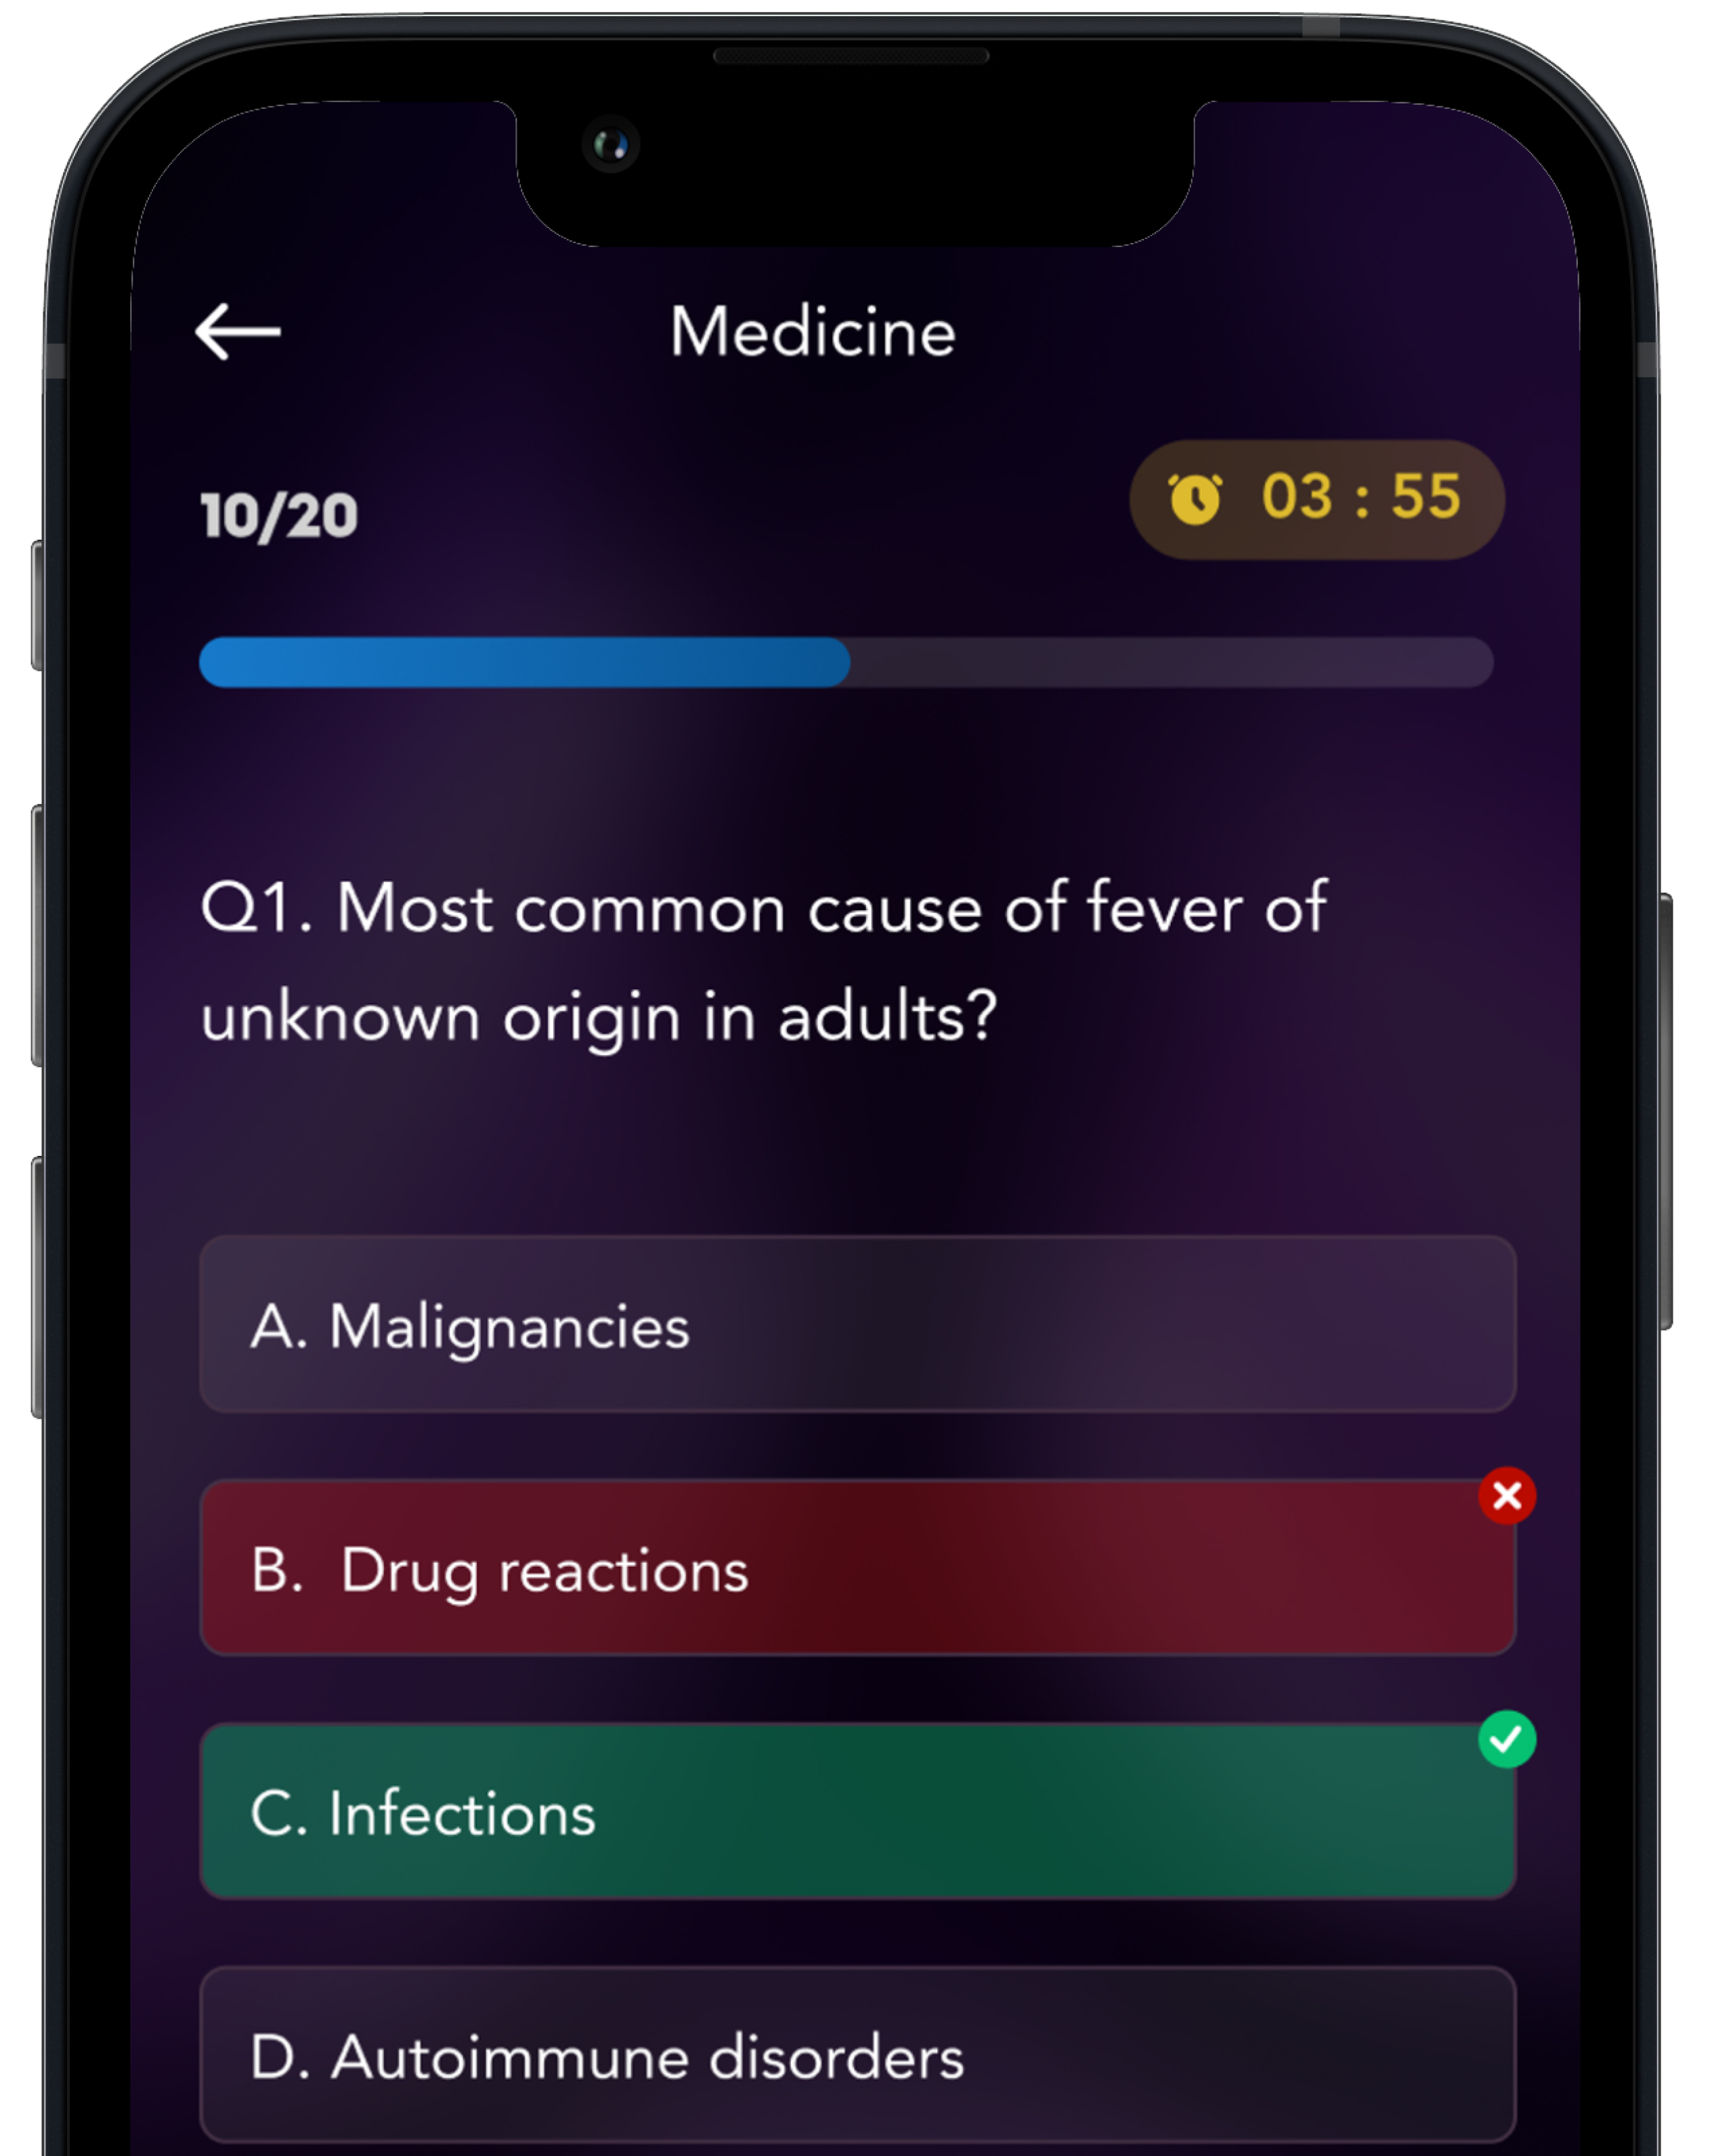 Medicine
10/20
03 : 55
Q1. Most common cause of fever of
unknown origin in adults?
A. Malignancies
B. Drug reactions
C. Infections
D. Autoimmune disorders